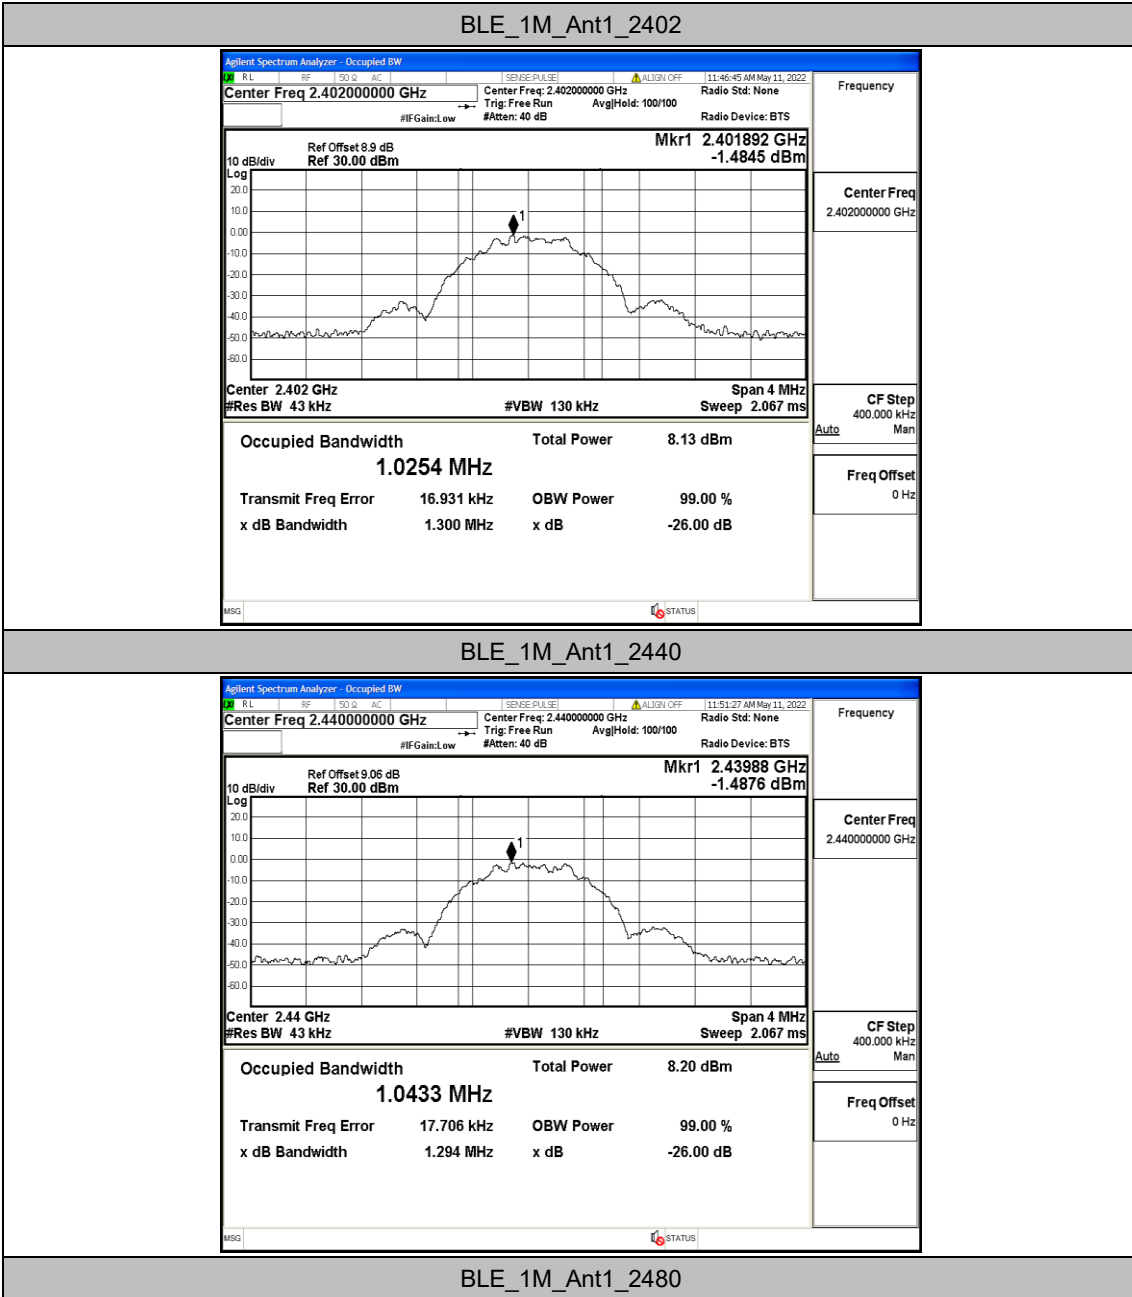 BLE_1M_Ant1_2402
Agilent Spectrum Analyzer - Occupied BW
LXI RL RF 50 Ω AC SENSE:PULSE ALIGN OFF 11:46:45 AM May 11, 2022
Center Freq 2.402000000 GHz
Center Freq: 2.402000000 GHz
Radio Std: None
Trig: Free Run Avg|Hold: 100/100
#IFGain:Low #Atten: 40 dB Radio Device: BTS
Frequency
Mkr1 2.401892 GHz
-1.4845 dBm
Ref Offset 8.9 dB
10 dB/div Ref 30.00 dBm
Log
20.0
10.0
0.00
-10.0
-20.0
-30.0
-40.0
-50.0
-60.0
1
Center 2.402 GHz Span 4 MHz
#Res BW 43 kHz #VBW 130 kHz Sweep 2.067 ms
Center Freq
2.402000000 GHz
CF Step
400.000 kHz
Auto Man
Freq Offset
0 Hz
Occupied Bandwidth Total Power 8.13 dBm
1.0254 MHz
Transmit Freq Error 16.931 kHz OBW Power 99.00 %
x dB Bandwidth 1.300 MHz x dB -26.00 dB
MSG STATUS
BLE_1M_Ant1_2440
Agilent Spectrum Analyzer - Occupied BW
LXI RL RF 50 Ω AC SENSE:PULSE ALIGN OFF 11:51:27 AM May 11, 2022
Center Freq 2.440000000 GHz
Center Freq: 2.440000000 GHz
Radio Std: None
Trig: Free Run Avg|Hold: 100/100
#IFGain:Low #Atten: 40 dB Radio Device: BTS
Frequency
Mkr1 2.43988 GHz
-1.4876 dBm
Ref Offset 9.06 dB
10 dB/div Ref 30.00 dBm
Log
20.0
10.0
0.00
-10.0
-20.0
-30.0
-40.0
-50.0
-60.0
1
Center 2.44 GHz Span 4 MHz
#Res BW 43 kHz #VBW 130 kHz Sweep 2.067 ms
Center Freq
2.440000000 GHz
CF Step
400.000 kHz
Auto Man
Freq Offset
0 Hz
Occupied Bandwidth Total Power 8.20 dBm
1.0433 MHz
Transmit Freq Error 17.706 kHz OBW Power 99.00 %
x dB Bandwidth 1.294 MHz x dB -26.00 dB
MSG STATUS
BLE_1M_Ant1_2480